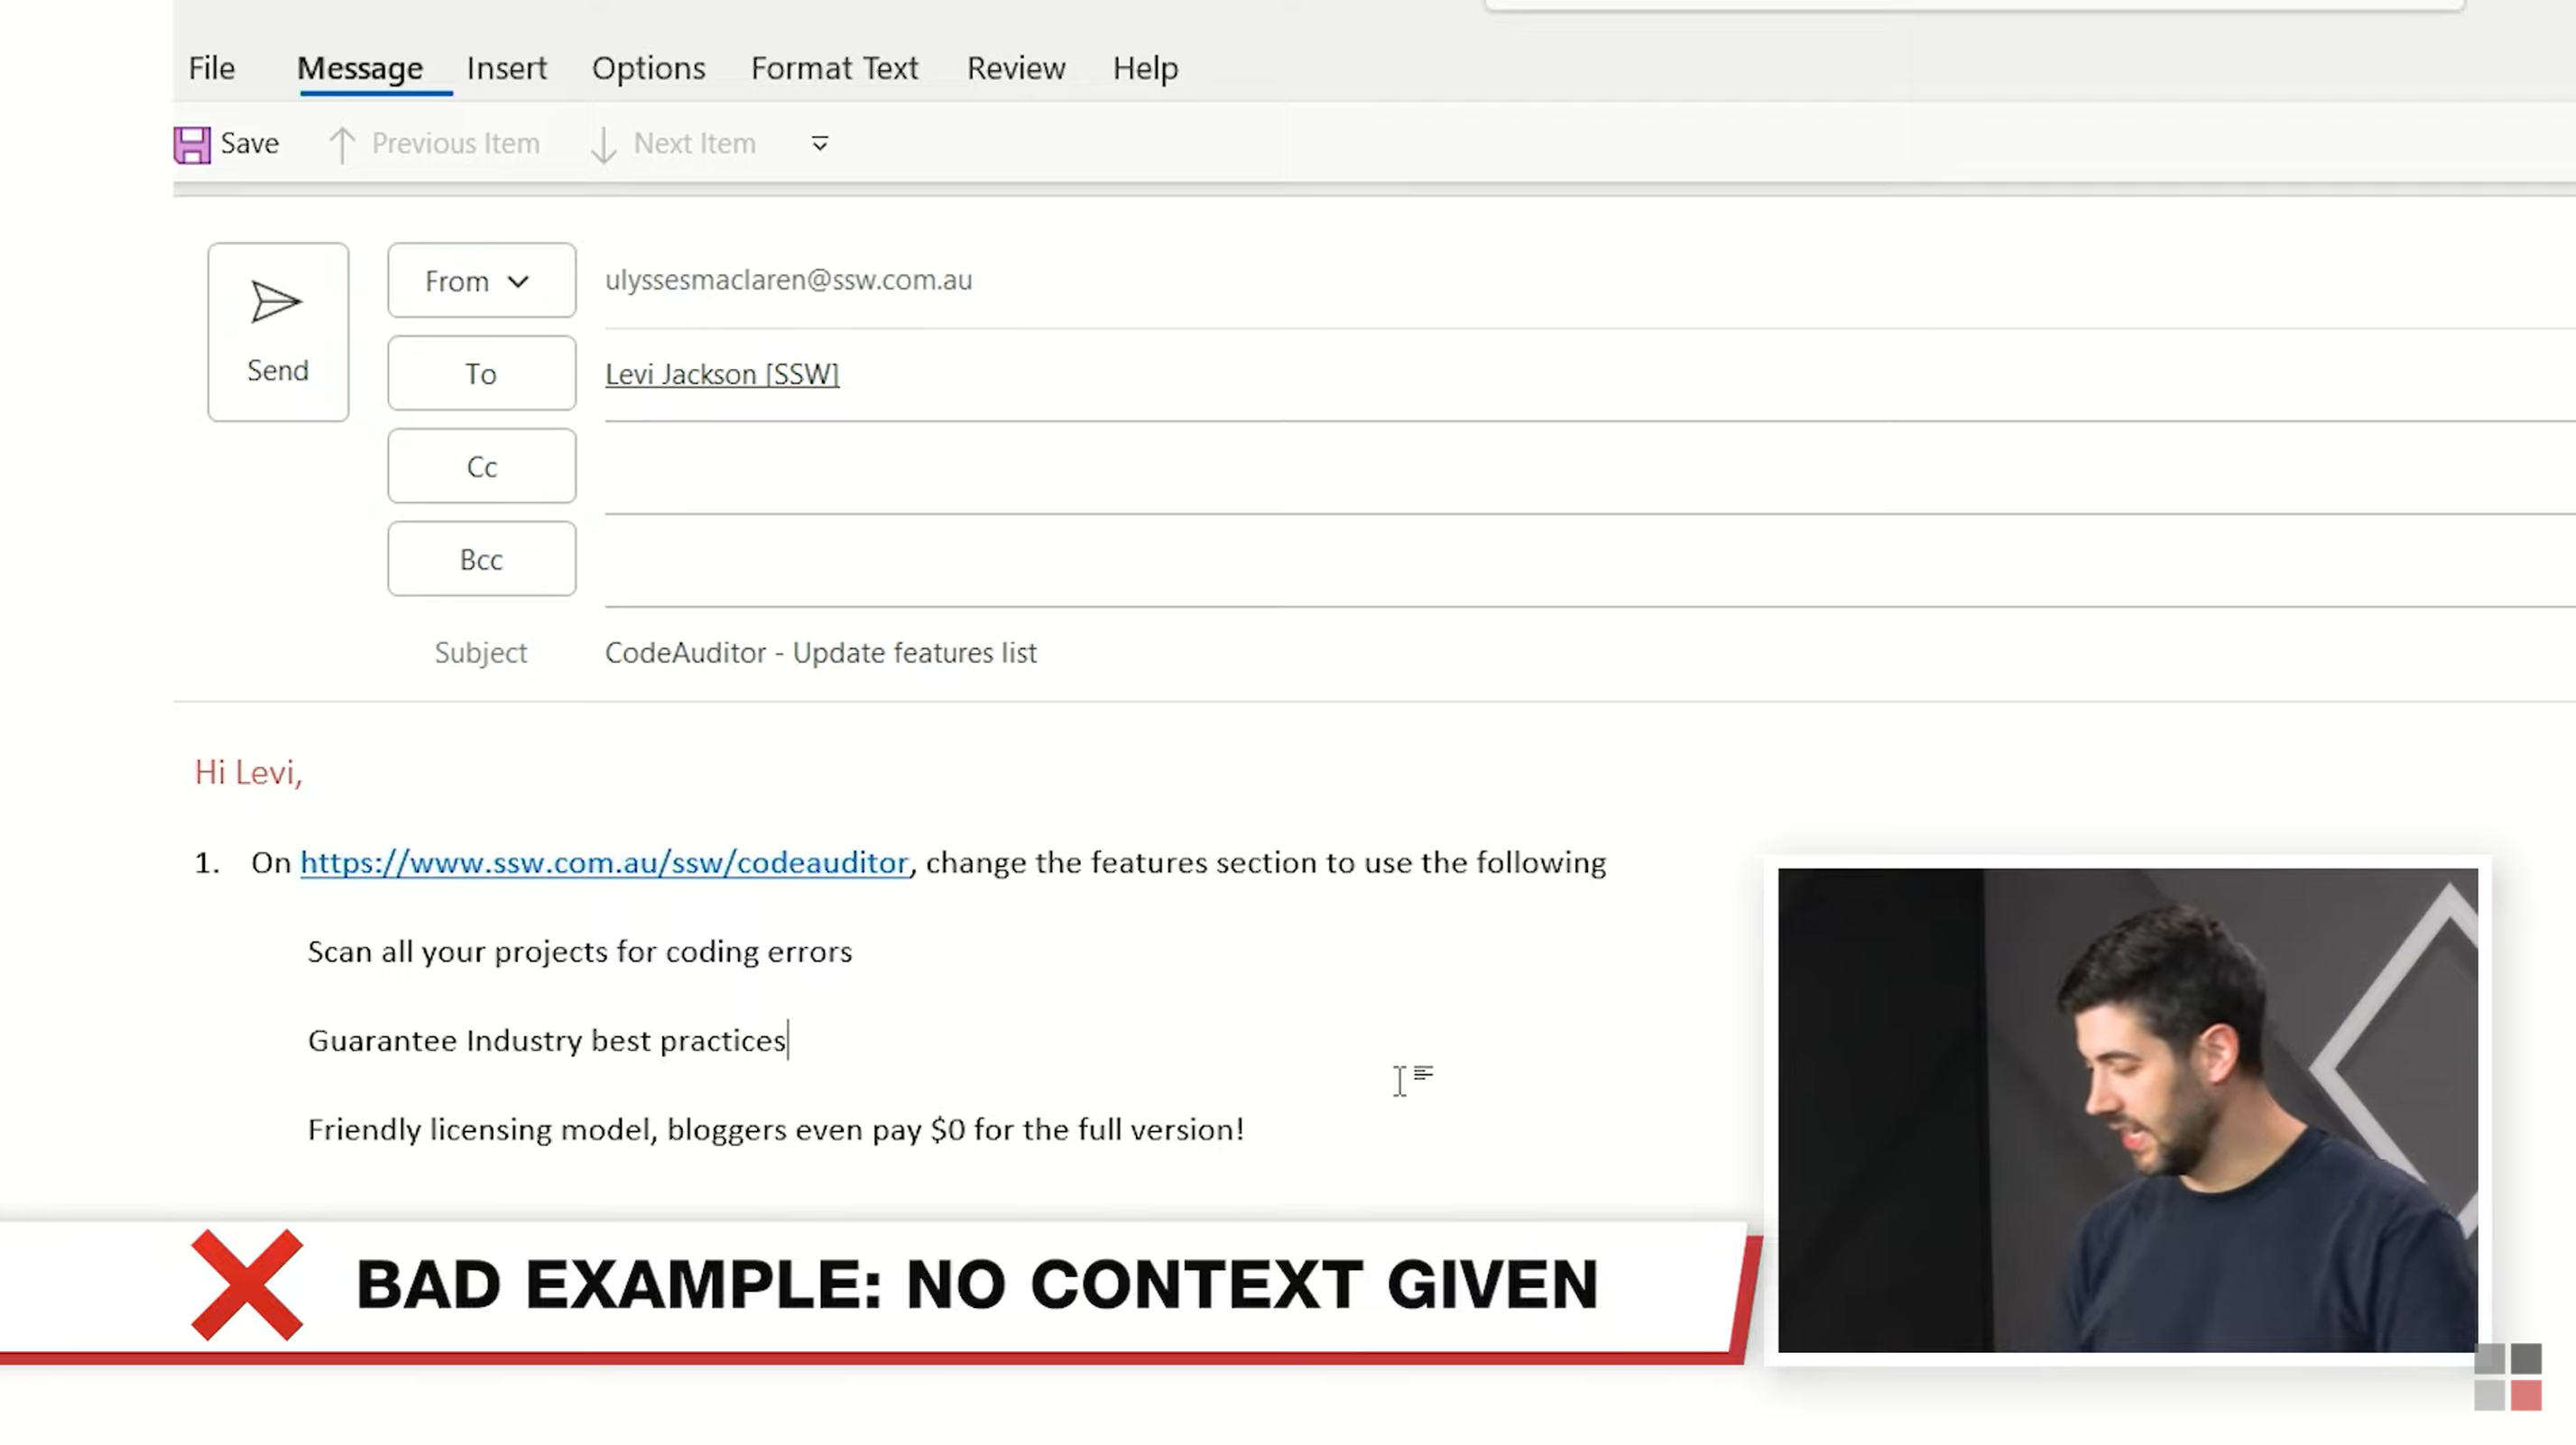 File Message Insert Options Format Text Review Help
Save Previous Item Next Item
Send
From ulyssesmaclaren@ssw.com.au
To Levi Jackson [SSW]
Cc
Bcc
Subject CodeAuditor - Update features list
Hi Levi,
1. On https://www.ssw.com.au/ssw/codeauditor, change the features section to use the following
Scan all your projects for coding errors
Guarantee Industry best practices
Friendly licensing model, bloggers even pay $0 for the full version!
BAD EXAMPLE: NO CONTEXT GIVEN